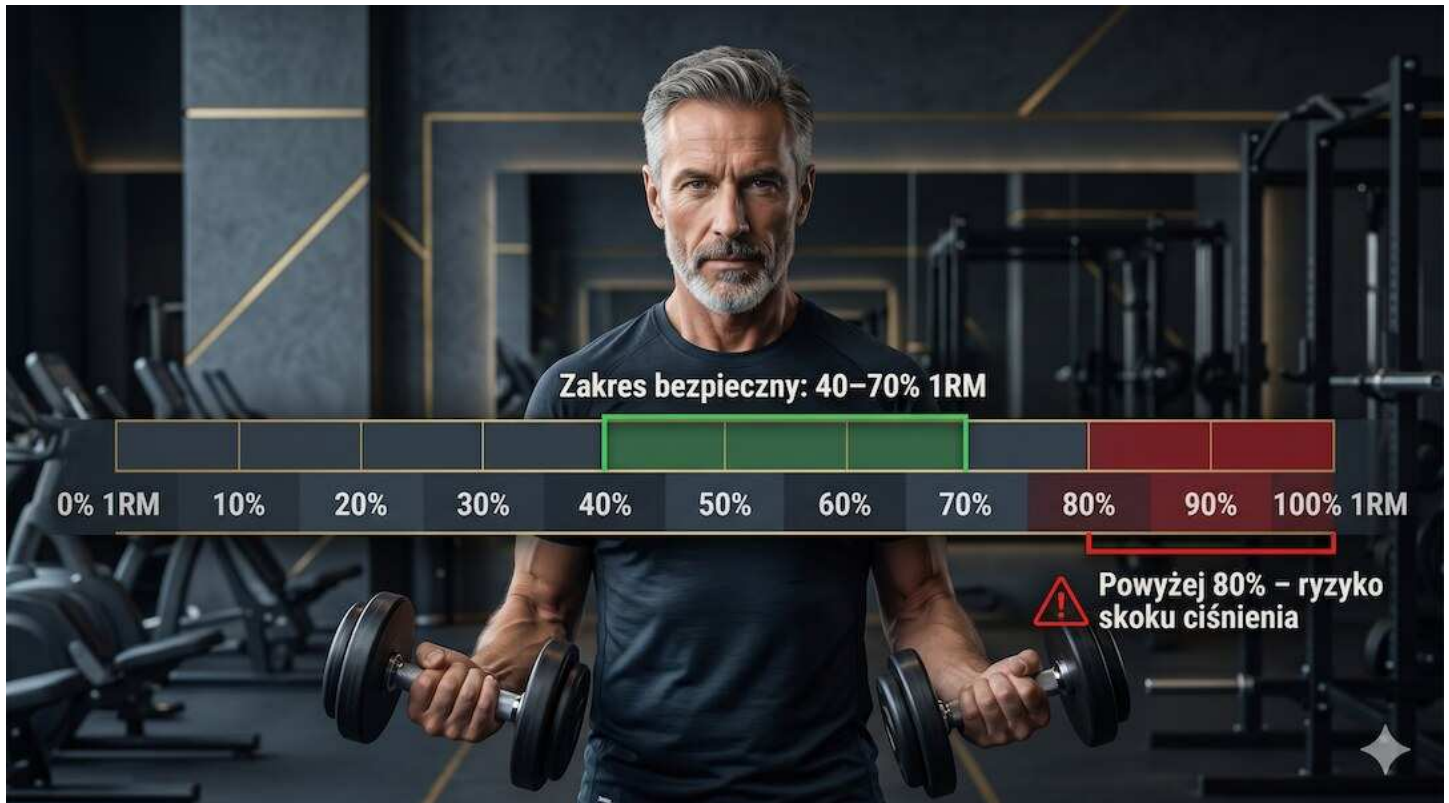 Zakres bezpieczny: 40–70% 1RM
0% 1RM 10% 20% 30% 40% 50% 60% 70% 80% 90% 100% 1RM
Powyżej 80% – ryzyko
skoku ciśnienia